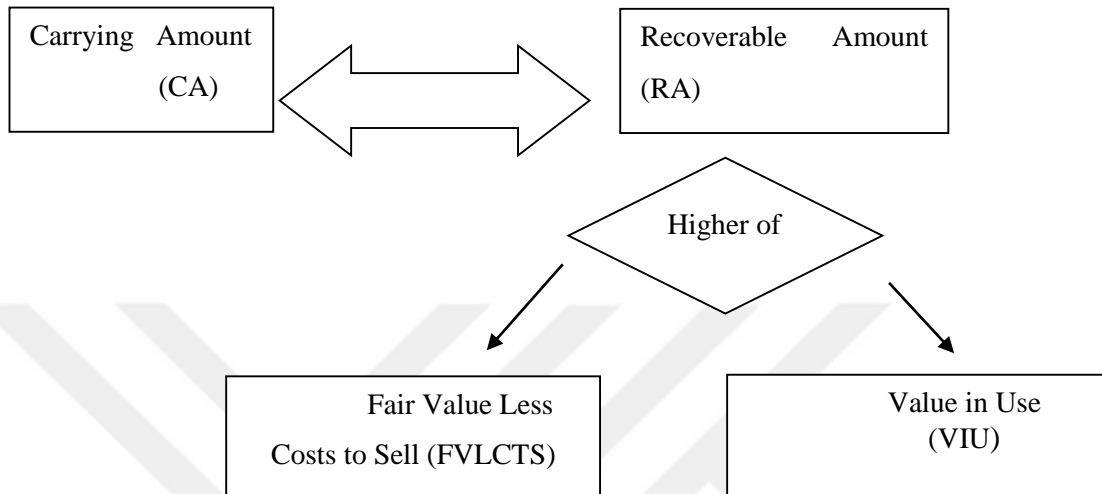 Carrying Amount
(CA)
Recoverable Amount
(RA)
Higher of
Fair Value Less
Costs to Sell (FVLCTS)
Value in Use
(VIU)